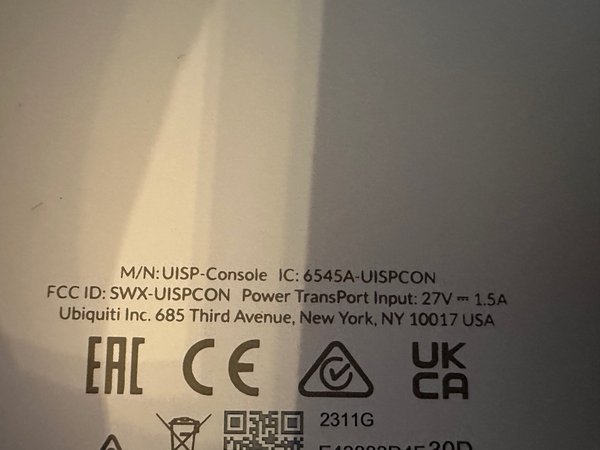 M/N: UISP-Console IC: 6545A-UISPCON
FCC ID: SWX-UISPCON Power TransPort Input: 27V ⎓ 1.5A
Ubiquiti Inc. 685 Third Avenue, New York, NY 10017 USA
EAC CE UK
CA
2311G